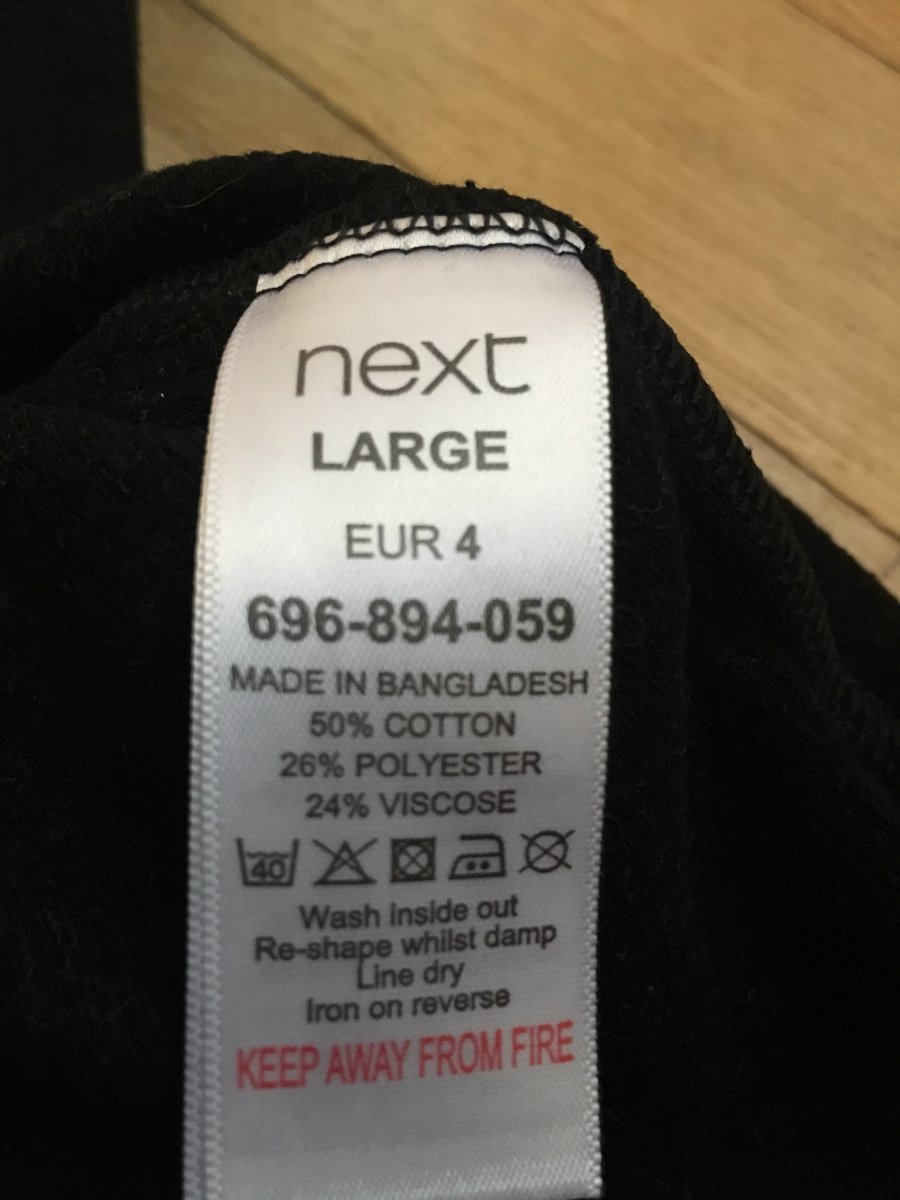 next
LARGE
EUR 4
696-894-059
MADE IN BANGLADESH
50% COTTON
26% POLYESTER
24% VISCOSE
40
Wash inside out
Re-shape whilst damp
Line dry
Iron on reverse
KEEP AWAY FROM FIRE